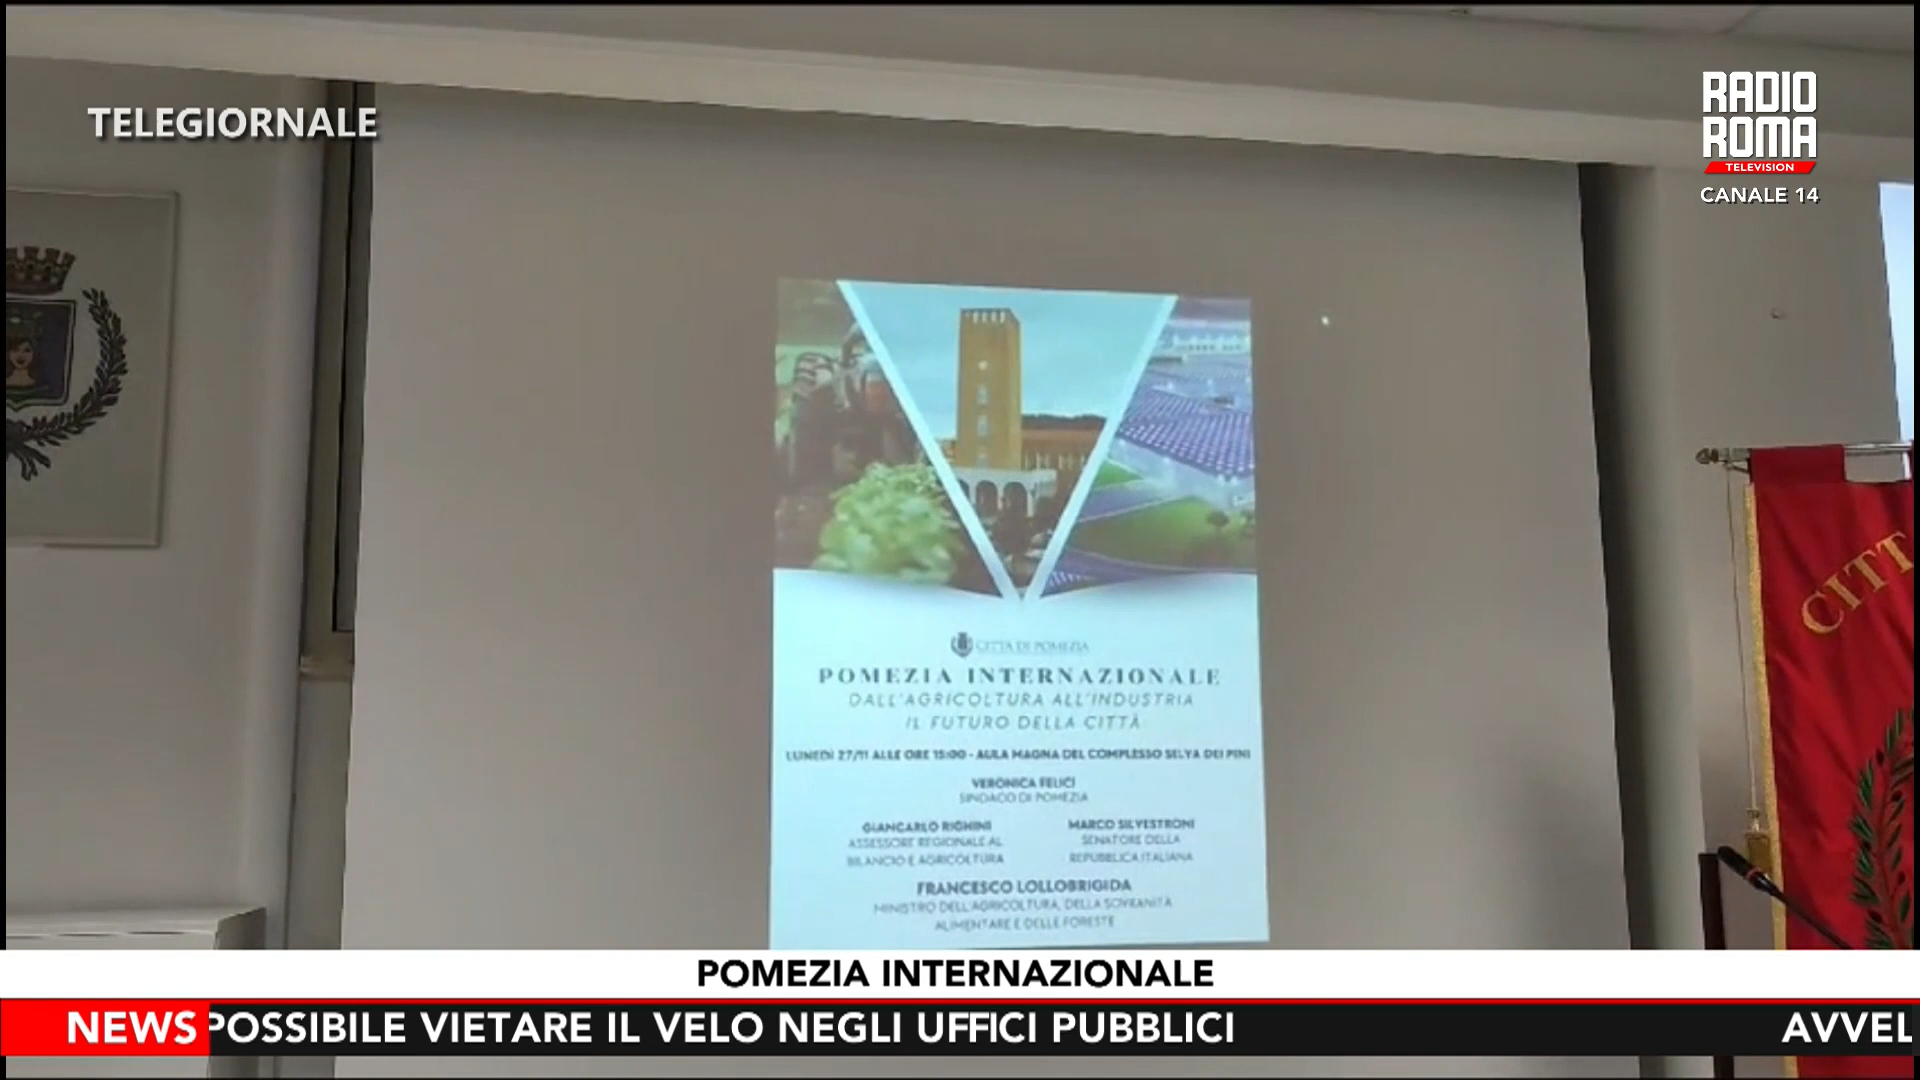 TELEGIORNALE
RADIO
ROMA
TELEVISION
CANALE 14
CITT
CITTÀ DI POMEZIA
POMEZIA INTERNAZIONALE
DALL'AGRICOLTURA ALL'INDUSTRIA
IL FUTURO DELLA CITTÀ
LUNEDÌ 27/11 ALLE ORE 15:00 - AULA MAGNA DEL COMPLESSO SELVA DEI PINI
VERONICA FELICI
SINDACO DI POMEZIA
GIANCARLO RIGHINI
ASSESSORE REGIONALE AL
BILANCIO E AGRICOLTURA
MARCO SILVESTRONI
SENATORE DELLA
REPUBBLICA ITALIANA
FRANCESCO LOLLOBRIGIDA
MINISTRO DELL'AGRICOLTURA, DELLA SOVRANITÀ
ALIMENTARE E DELLE FORESTE
POMEZIA INTERNAZIONALE
NEWS POSSIBILE VIETARE IL VELO NEGLI UFFICI PUBBLICI AVVEL